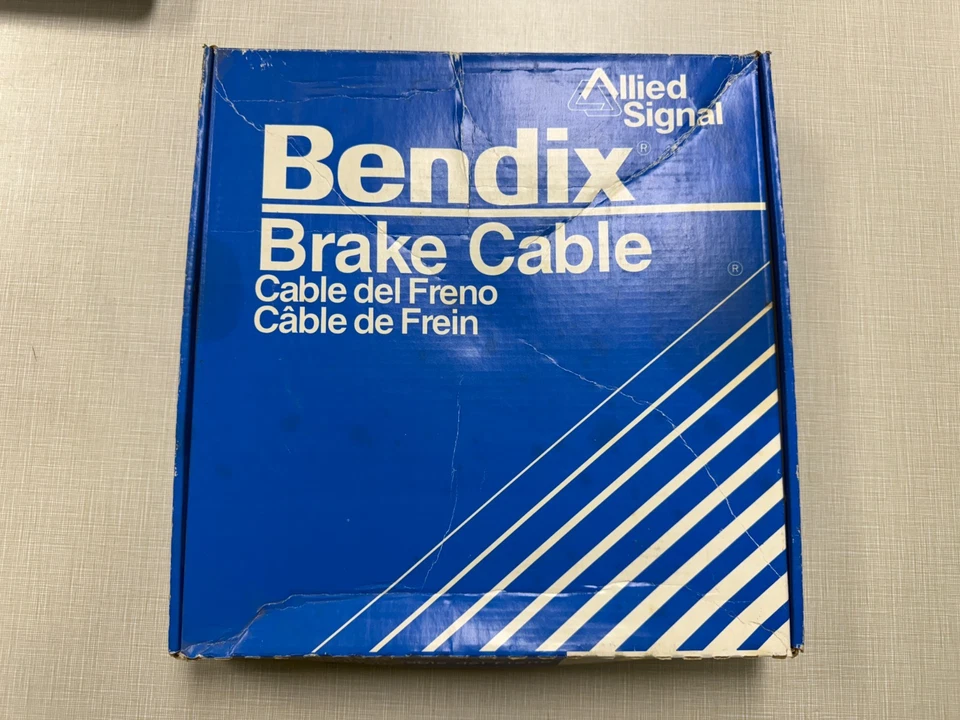 Allied
Signal
Bendix®
Brake Cable
®
Cable del Freno
Câble de Frein